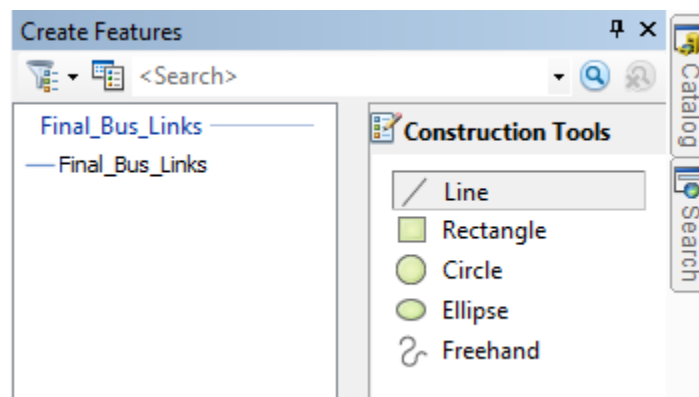 Create Features
<Search>
Final_Bus_Links
Final_Bus_Links
Construction Tools
Line
Rectangle
Circle
Ellipse
Freehand
Catalog
Search